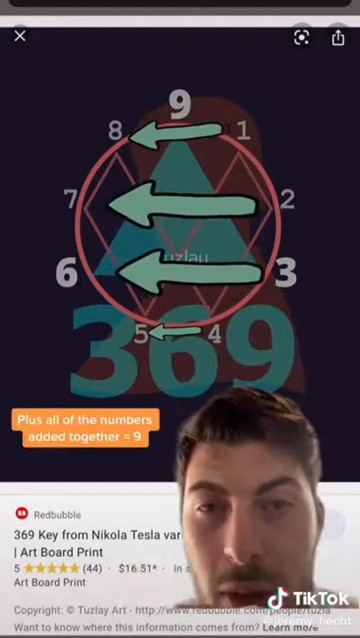 9
8 1
7 2
6 3
5 4
369
Plus all of the numbers
added together = 9
Redbubble
369 Key from Nikola Tesla var
| Art Board Print
5 ★★★★★ (44) · $16.51* ·
Art Board Print
Copyright: © Tuzlay Art - http://www.redbubble.com/people/tuzla
Want to know where this information comes from? Learn more
TikTok
@jeremy_hecht